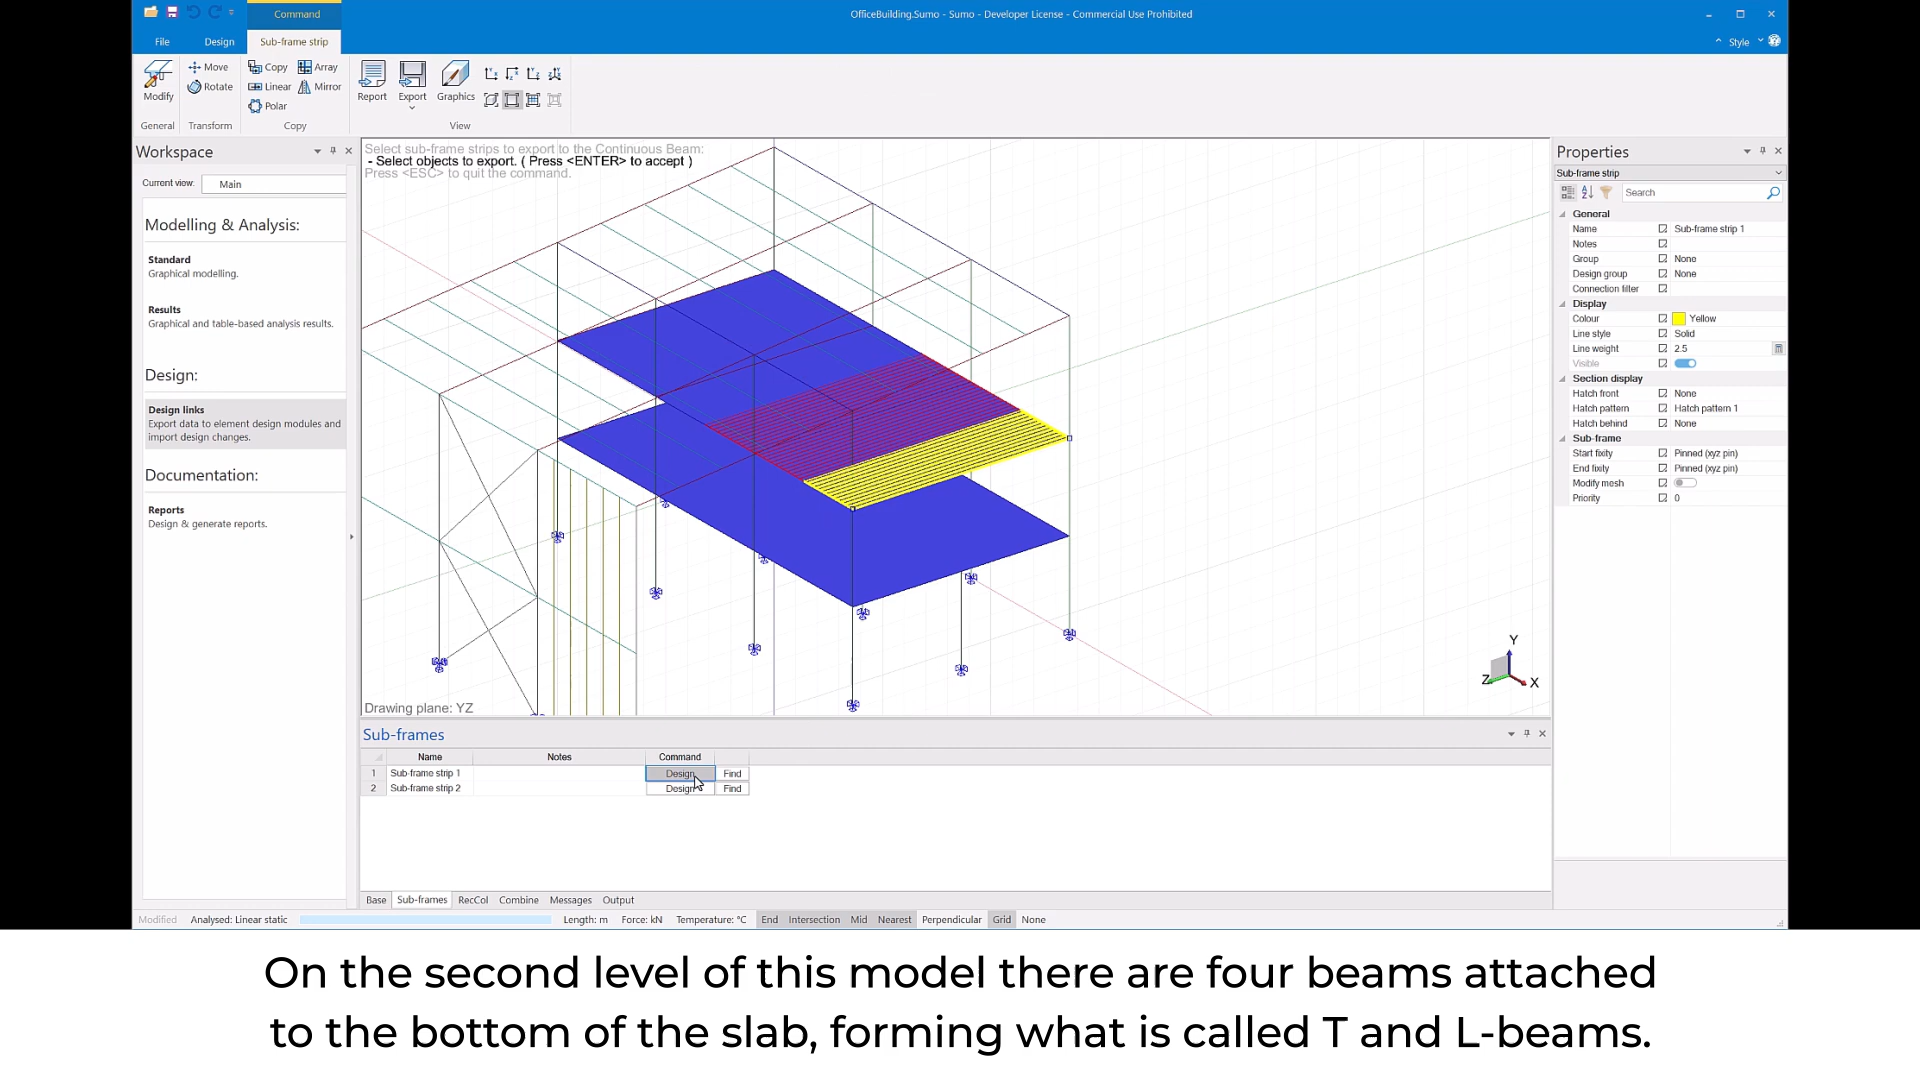 Command
OfficeBuilding.Sumo - Sumo - Developer License - Commercial Use Prohibited
File Design Sub-frame strip Style
Modify Move Rotate Copy Linear Polar Array Mirror Report Export Graphics
General Transform Copy View
Workspace
Current view: Main
Modelling & Analysis:
Standard
Graphical modelling.
Results
Graphical and table-based analysis results.
Design:
Design links
Export data to element design modules and
import design changes.
Documentation:
Reports
Design & generate reports.
Select sub-frame strips to export to the Continuous Beam:
- Select objects to export. ( Press <ENTER> to accept )
Press <ESC> to quit the command.
Y
Z X
Drawing plane: YZ
Properties
Sub-frame strip
Search
General
Name Sub-frame strip 1
Notes
Group None
Design group None
Connection filter
Display
Colour Yellow
Line style Solid
Line weight 2.5
Visible
Section display
Hatch front None
Hatch pattern Hatch pattern 1
Hatch behind None
Sub-frame
Start fixity Pinned (xyz pin)
End fixity Pinned (xyz pin)
Modify mesh
Priority 0
Sub-frames
Name Notes Command
1 Sub-frame strip 1 Design Find
2 Sub-frame strip 2 Design Find
Base Sub-frames RecCol Combine Messages Output
Modified Analysed: Linear static Length: m Force: kN Temperature: °C End Intersection Mid Nearest Perpendicular Grid None
On the second level of this model there are four beams attached
to the bottom of the slab, forming what is called T and L-beams.